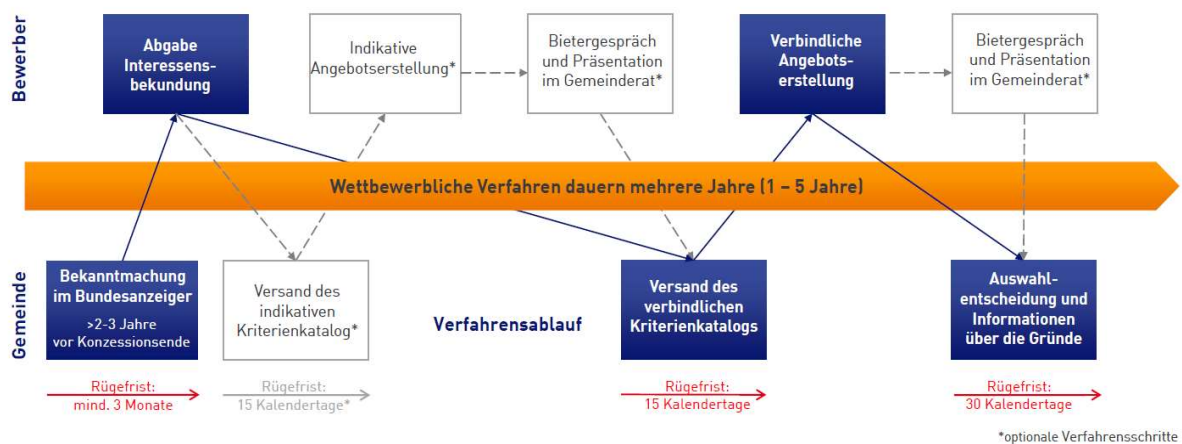 Bewerber
Abgabe
Interessens-
bekundung
Indikative
Angebotserstellung*
Bietergespräch
und Präsentation
im Gemeinderat*
Verbindliche
Angebots-
erstellung
Bietergespräch
und Präsentation
im Gemeinderat*
Wettbewerbliche Verfahren dauern mehrere Jahre (1 – 5 Jahre)
Gemeinde
Bekanntmachung
im Bundesanzeiger
>2-3 Jahre
vor Konzessionsende
Versand des
indikativen
Kriterienkatalog*
Verfahrensablauf
Versand des
verbindlichen
Kriterienkatalogs
Auswahl-
entscheidung und
Informationen
über die Gründe
Rügefrist:
mind. 3 Monate
Rügefrist:
15 Kalendertage*
Rügefrist:
15 Kalendertage
Rügefrist:
30 Kalendertage
*optionale Verfahrensschritte